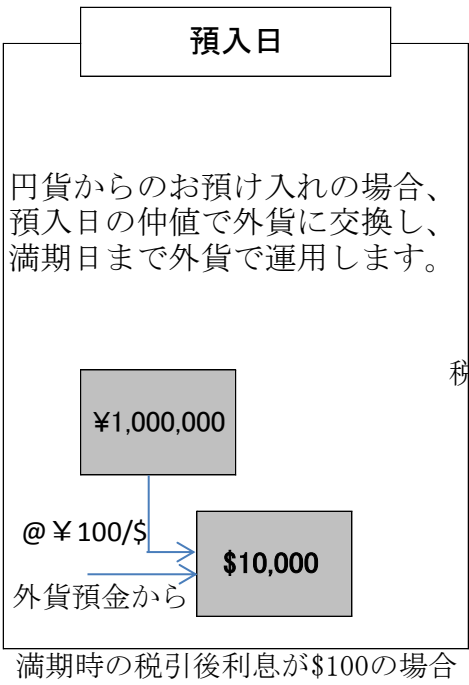 預入日
円貨からのお預け入れの場合、
預入日の仲値で外貨に交換し、
満期日まで外貨で運用します。
税
¥1,000,000
@￥100/$
$10,000
外貨預金から
満期時の税引後利息が$100の場合